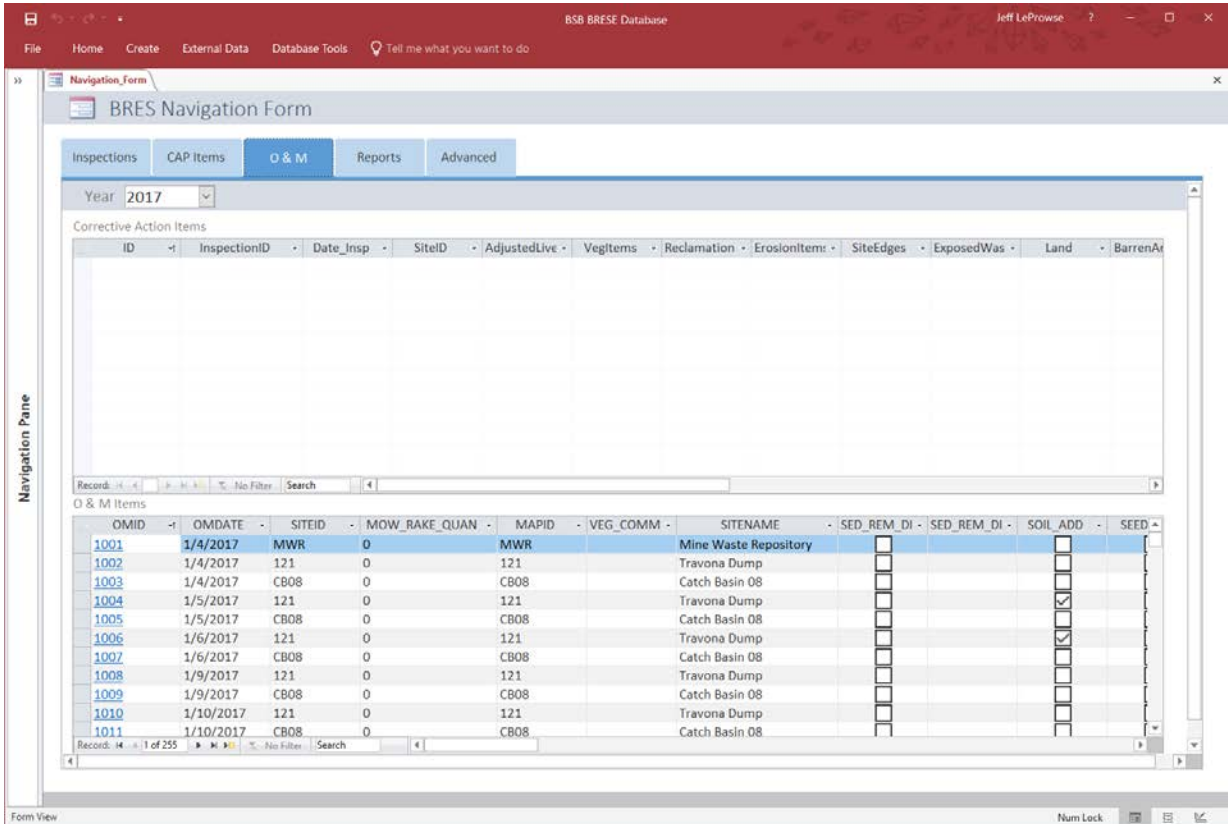 BSB BRESE Database
Jeff LeProwse ? — □ ×
File Home Create External Data Database Tools Tell me what you want to do
» Navigation_Form ×
BRES Navigation Form
Inspections CAP Items O & M Reports Advanced
Year 2017
Corrective Action Items
ID InspectionID Date_Insp SiteID AdjustedLive VegItems Reclamation ErosionItem: SiteEdges ExposedWas Land BarrenAr
Navigation Pane
Record: No Filter Search
O & M Items
OMID OMDATE SITEID MOW_RAKE_QUAN MAPID VEG_COMM SITENAME SED_REM_DI SED_REM_DI SOIL_ADD SEED
1001 1/4/2017 MWR 0 MWR Mine Waste Repository
1002 1/4/2017 121 0 121 Travona Dump
1003 1/4/2017 CB08 0 CB08 Catch Basin 08
1004 1/5/2017 121 0 121 Travona Dump
1005 1/5/2017 CB08 0 CB08 Catch Basin 08
1006 1/6/2017 121 0 121 Travona Dump
1007 1/6/2017 CB08 0 CB08 Catch Basin 08
1008 1/9/2017 121 0 121 Travona Dump
1009 1/9/2017 CB08 0 CB08 Catch Basin 08
1010 1/10/2017 121 0 121 Travona Dump
1011 1/10/2017 CB08 0 CB08 Catch Basin 08
Record: 1 of 255 No Filter Search
Form View Num Lock